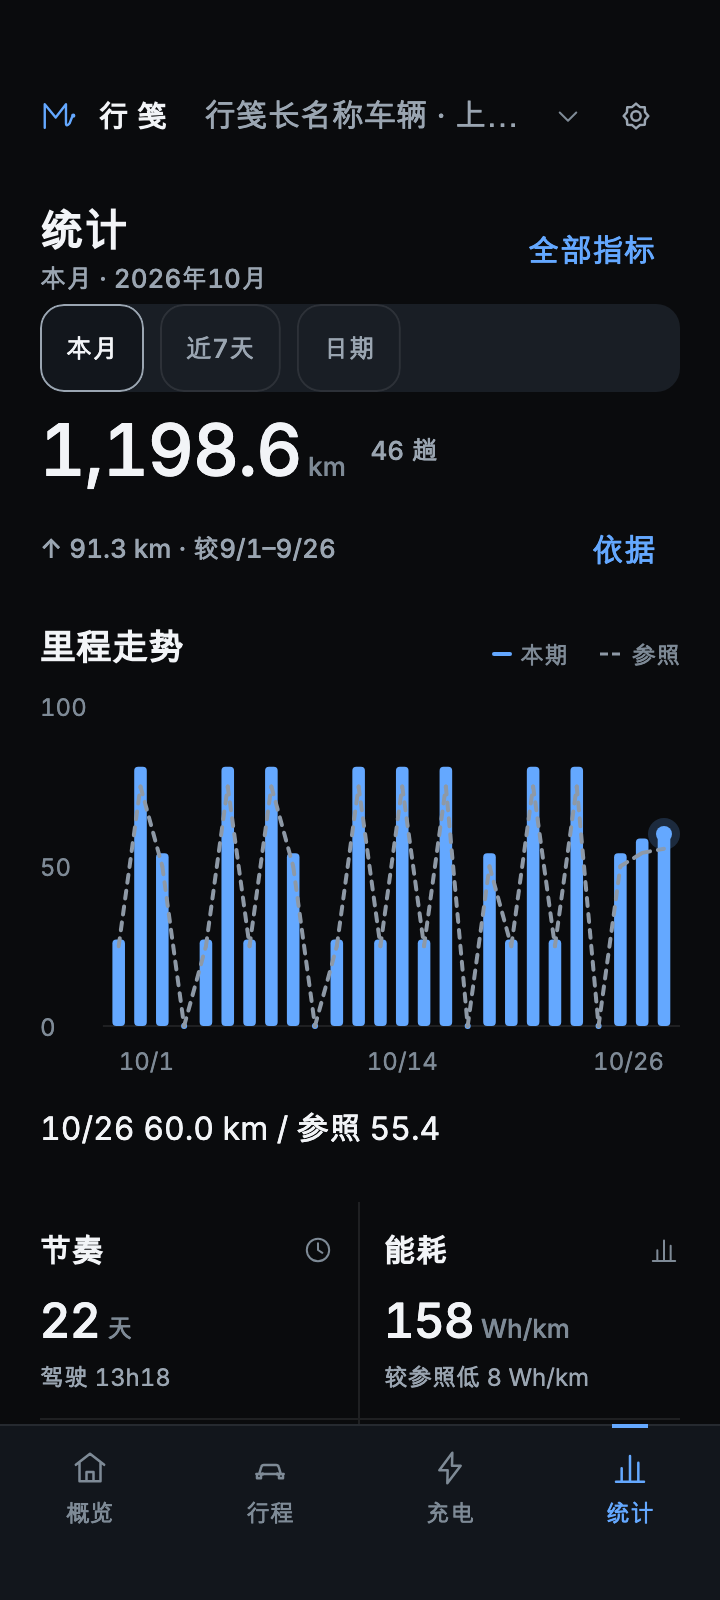 行笺 行笺长名称车辆 · 上...
统计
全部指标
本月 · 2026年10月
本月 近7天 日期
1,198.6 km 46 趟
↑ 91.3 km · 较9/1–9/26 依据
里程走势 本期 参照
100
50
0
10/1 10/14 10/26
10/26 60.0 km / 参照 55.4
节奏 能耗
22 天 158 Wh/km
驾驶 13h18 较参照低 8 Wh/km
概览 行程 充电 统计